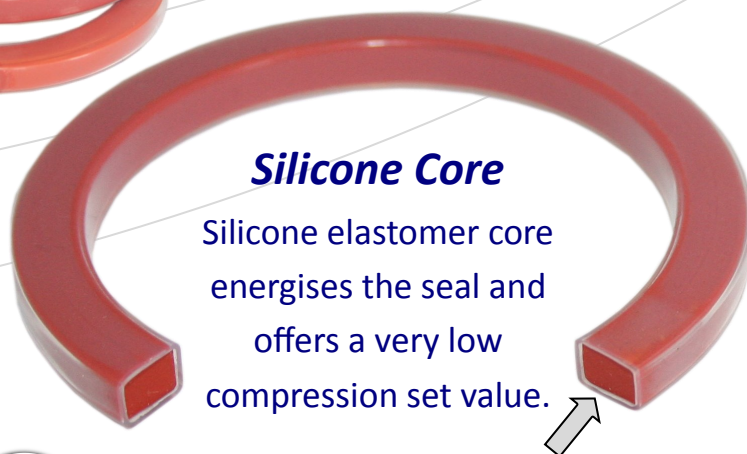 Silicone Core
Silicone elastomer core
energises the seal and
offers a very low
compression set value.